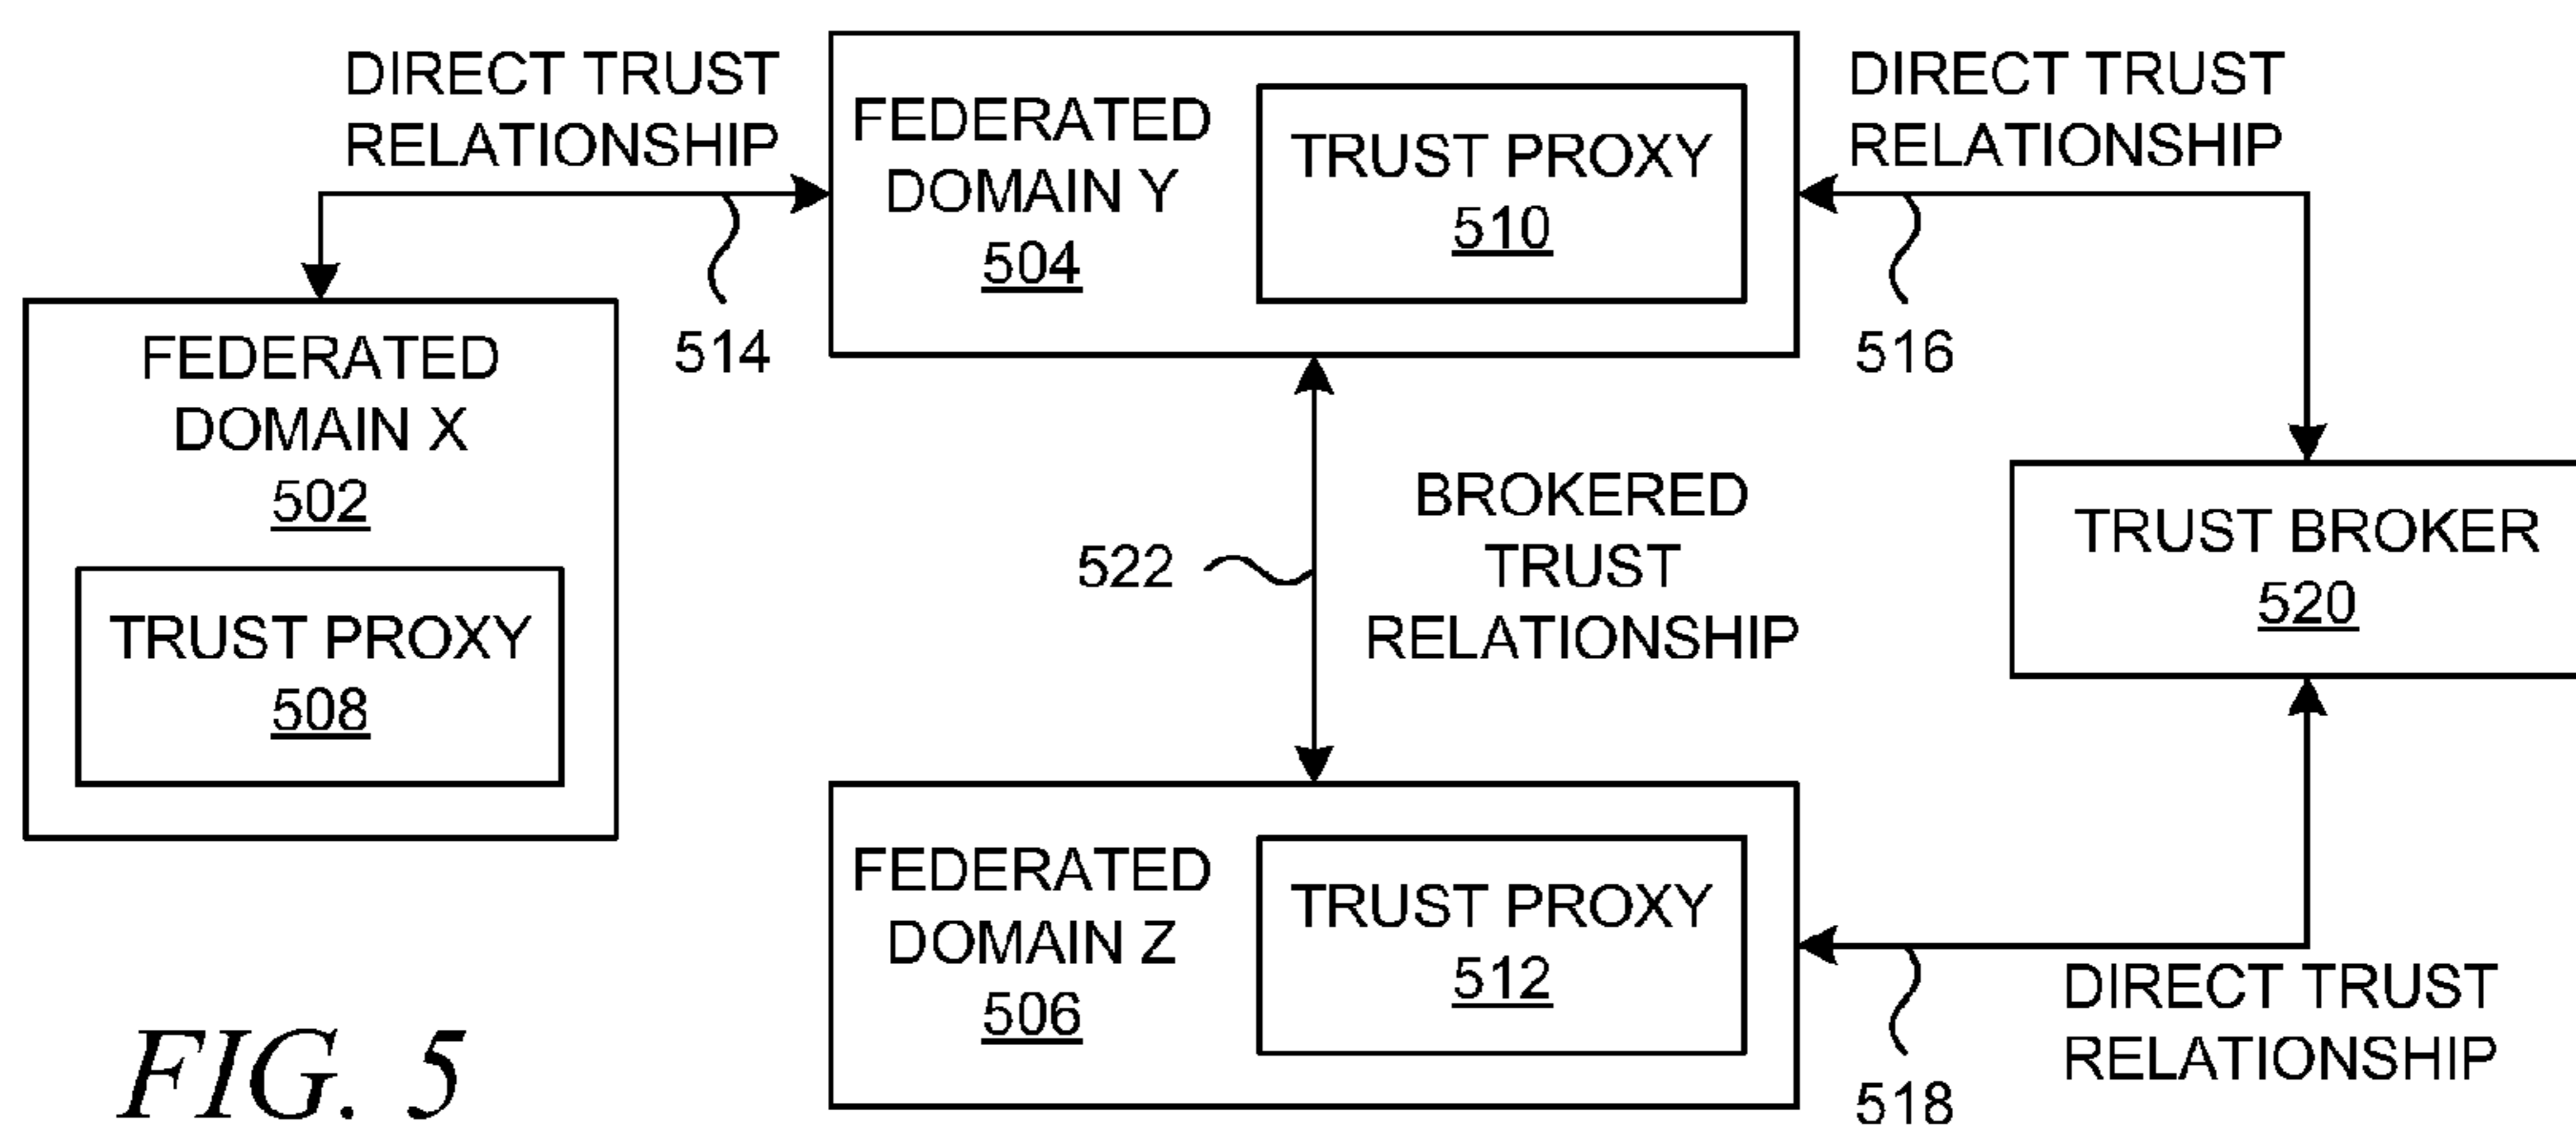 DIRECT TRUST
RELATIONSHIP
514
FEDERATED
DOMAIN X
502
TRUST PROXY
508
FEDERATED
DOMAIN Y
504
TRUST PROXY
510
DIRECT TRUST
RELATIONSHIP
516
522
BROKERED
TRUST
RELATIONSHIP
TRUST BROKER
520
FEDERATED
DOMAIN Z
506
TRUST PROXY
512
518
DIRECT TRUST
RELATIONSHIP
FIG. 5